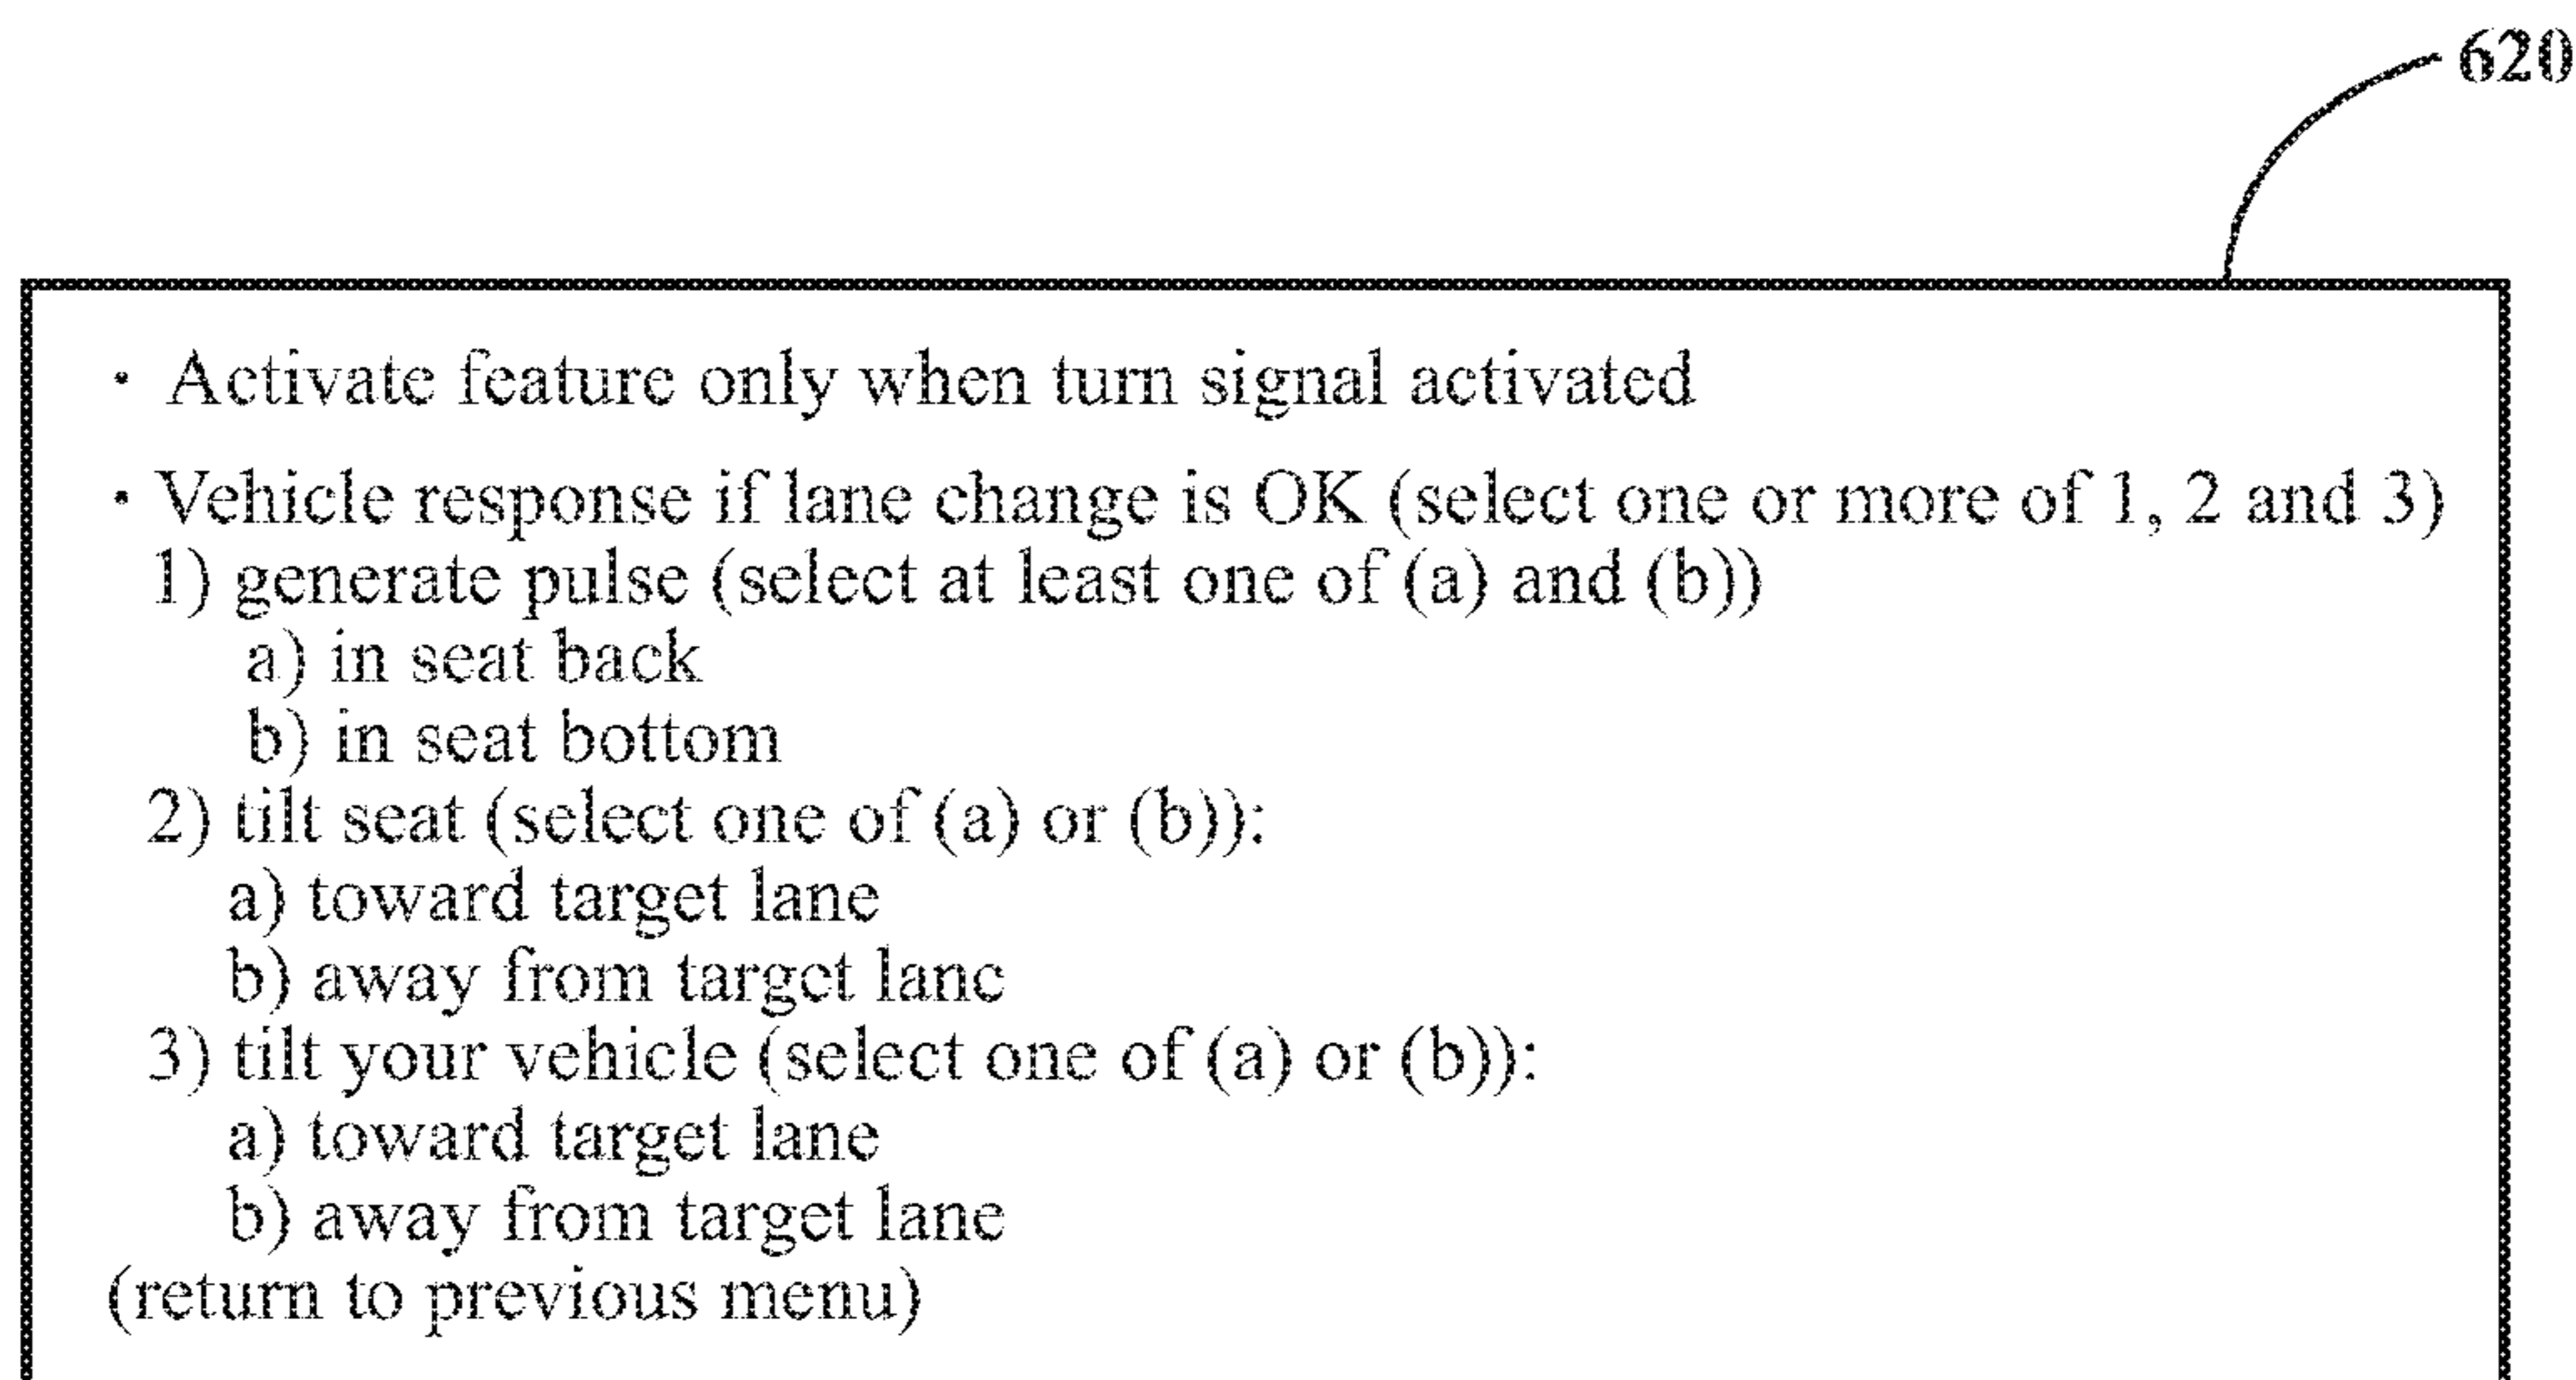 620
· Activate feature only when turn signal activated
· Vehicle response if lane change is OK (select one or more of 1, 2 and 3)
1) generate pulse (select at least one of (a) and (b))
a) in seat back
b) in seat bottom
2) tilt seat (select one of (a) or (b)):
a) toward target lane
b) away from target lane
3) tilt your vehicle (select one of (a) or (b)):
a) toward target lane
b) away from target lane
(return to previous menu)